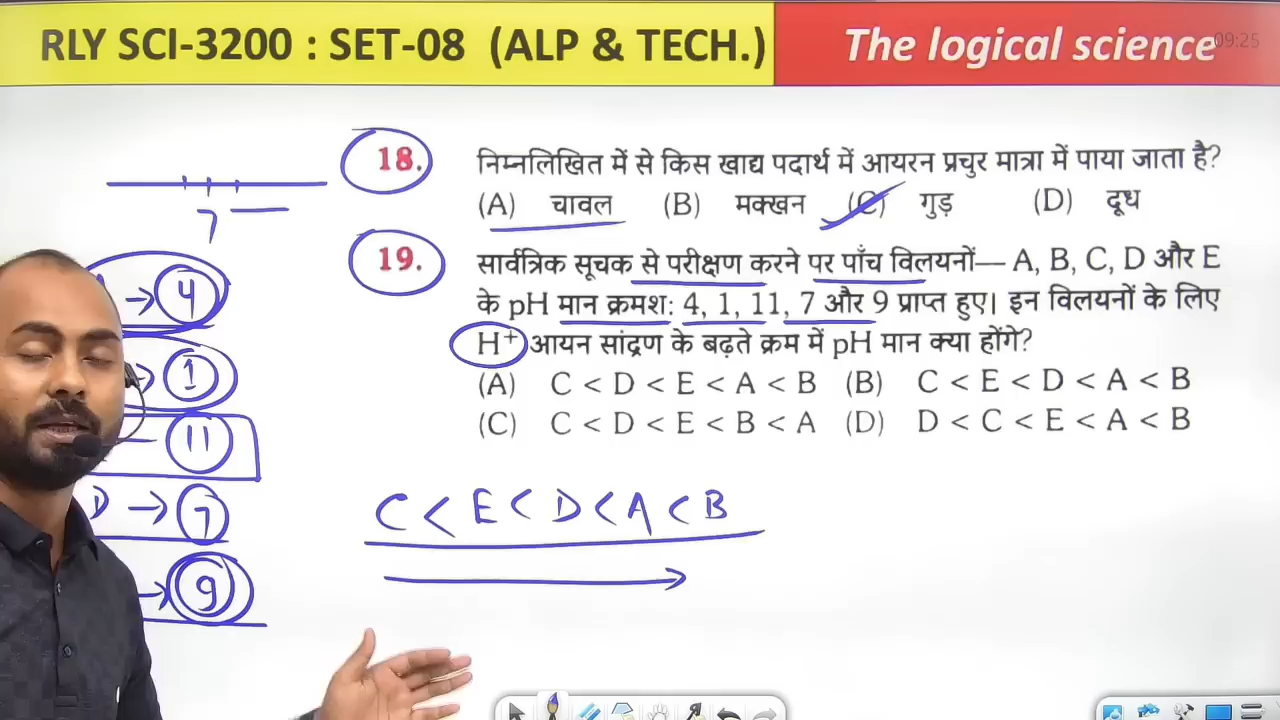 RLY SCI-3200 : SET-08 (ALP & TECH.)
The logical science
09:25
18. निम्नलिखित में से किस खाद्य पदार्थ में आयरन प्रचुर मात्रा में पाया जाता है?
(A) चावल (B) मक्खन (C) गुड़ (D) दूध
19. सार्वत्रिक सूचक से परीक्षण करने पर पाँच विलयनों— A, B, C, D और E
के pH मान क्रमश: 4, 1, 11, 7 और 9 प्राप्त हुए। इन विलयनों के लिए
H⁺ आयन सांद्रण के बढ़ते क्रम में pH मान क्या होंगे?
(A) C < D < E < A < B (B) C < E < D < A < B
(C) C < D < E < B < A (D) D < C < E < A < B
7
→ 4
→ 1
11
D → 7
→ 9
C < E < D < A < B